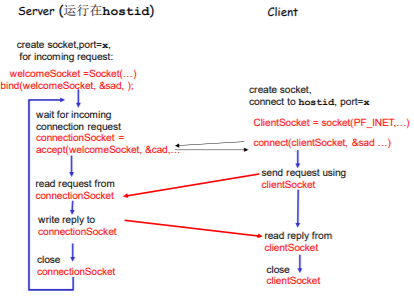 Server (运行在hostid)
create socket,port=x,
for incoming request:
welcomeSocket =Socket(…)
bind(welcomeSocket, &sad, );
wait for incoming
connection request
connectionSocket =
accept(welcomeSocket, &cad,…
read request from
connectionSocket
write reply to
connectionSocket
close
connectionSocket
Client
create socket,
connect to hostid, port=x
ClientSocket = socket(PF_INET,…)
connect(clientSocket, &sad …)
send request using
clientSocket
read reply from
clientSocket
close
clientSocket